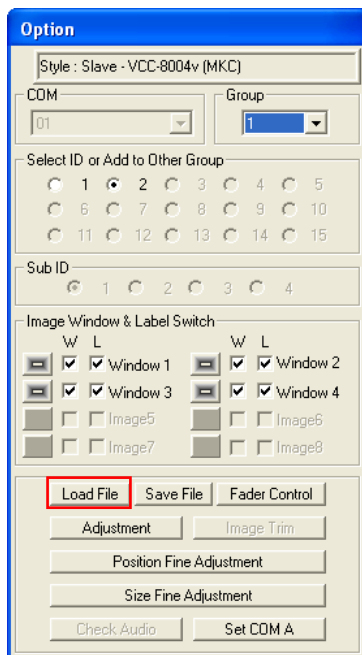 Option
Style : Slave - VCC-8004v (MKC)
COM
Group
01
1
Select ID or Add to Other Group
1 2 3 4 5
6 7 8 9 10
11 12 13 14 15
Sub ID
1 2 3 4
Image Window & Label Switch
W L W L
Window 1 Window 2
Window 3 Window 4
Image5 Image6
Image7 Image8
Load File Save File Fader Control
Adjustment Image Trim
Position Fine Adjustment
Size Fine Adjustment
Check Audio Set COM A